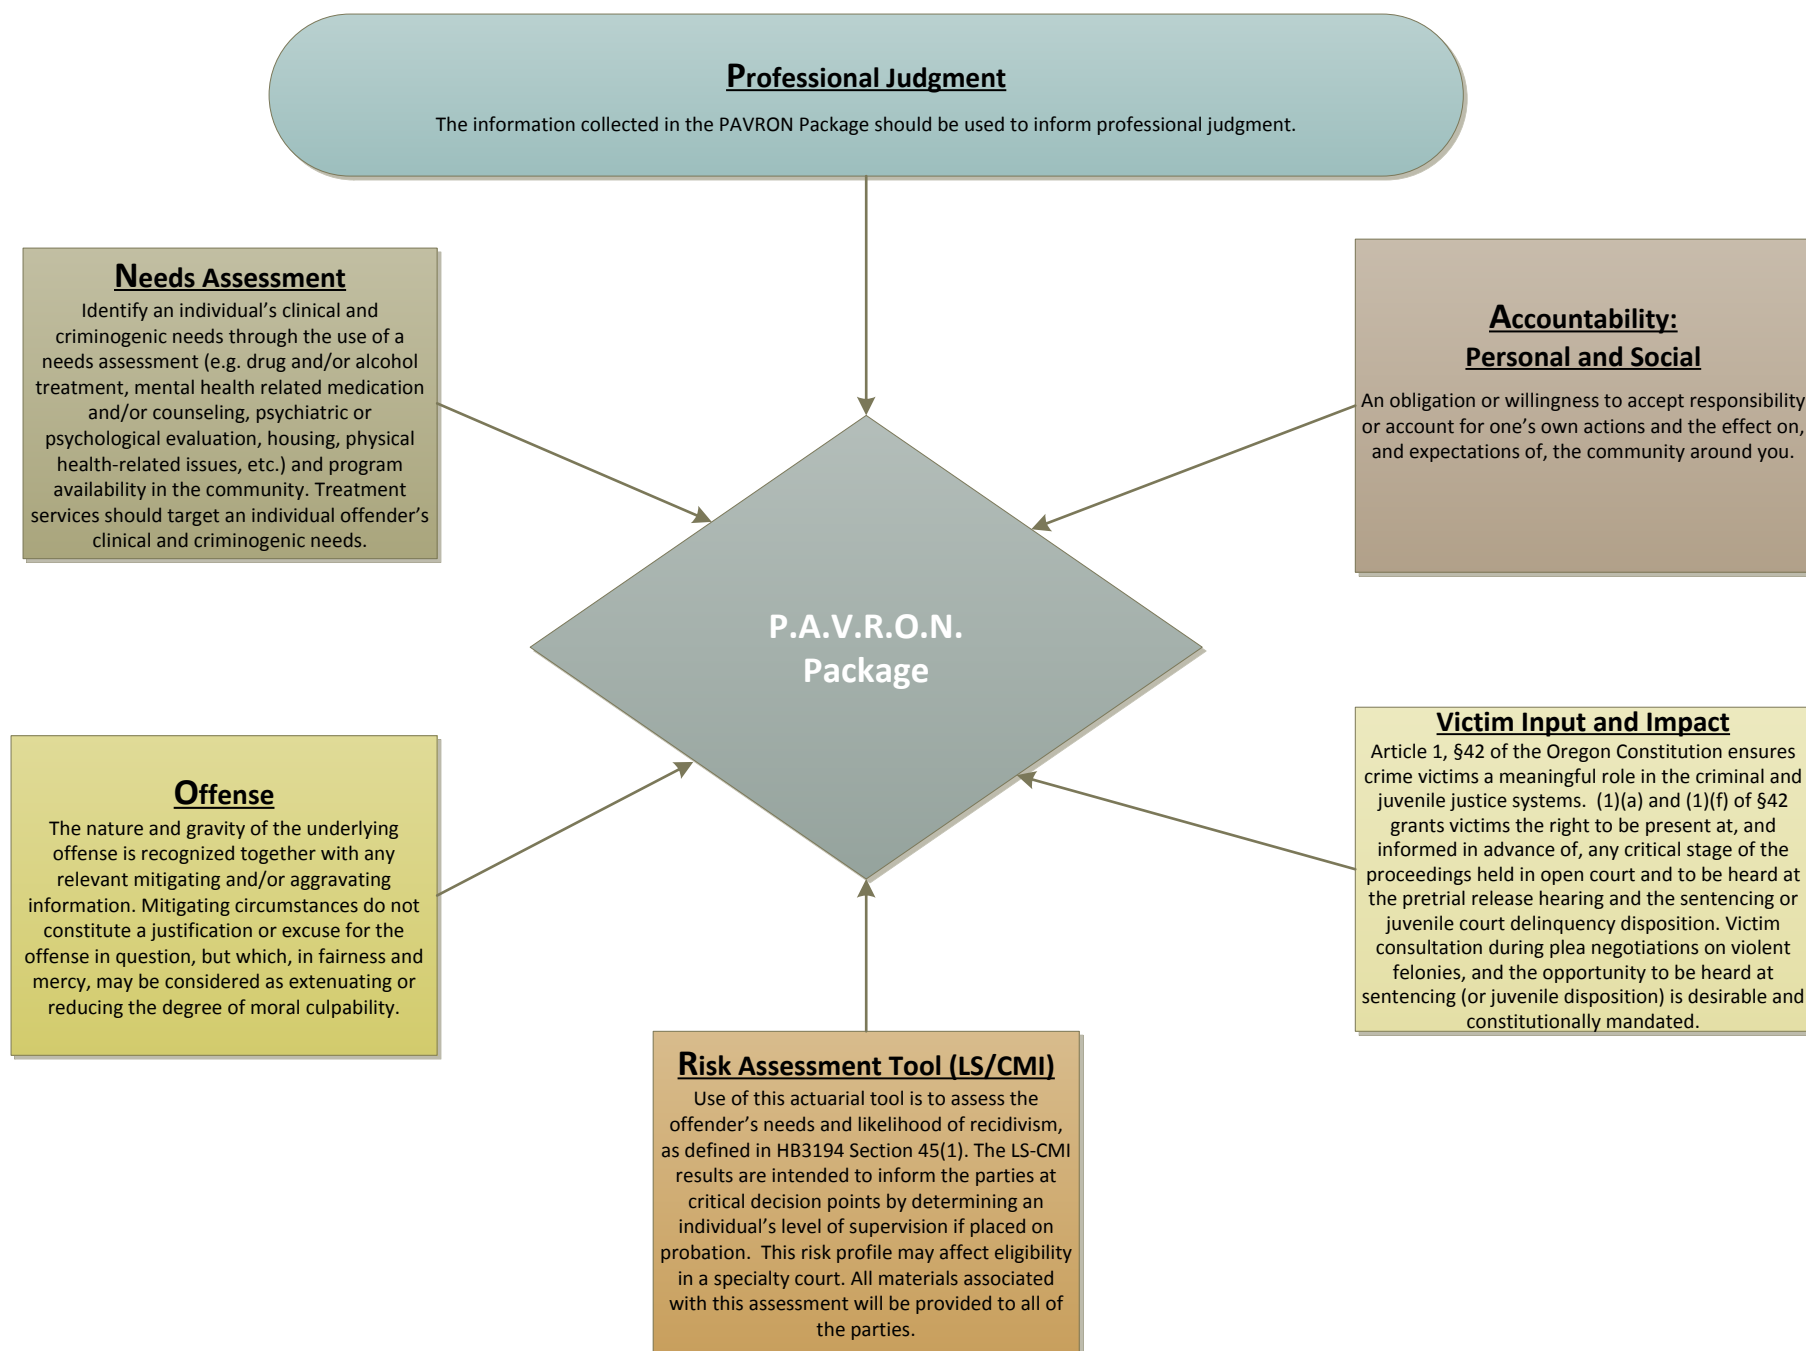 Professional Judgment
The information collected in the PAVRON Package should be used to inform professional judgment.
Needs Assessment
Identify an individual’s clinical and
criminogenic needs through the use of a
needs assessment (e.g. drug and/or alcohol
treatment, mental health related medication
and/or counseling, psychiatric or
psychological evaluation, housing, physical
health-related issues, etc.) and program
availability in the community. Treatment
services should target an individual offender’s
clinical and criminogenic needs.
Accountability:
Personal and Social
An obligation or willingness to accept responsibility
or account for one’s own actions and the effect on,
and expectations of, the community around you.
P.A.V.R.O.N.
Package
Offense
The nature and gravity of the underlying
offense is recognized together with any
relevant mitigating and/or aggravating
information. Mitigating circumstances do not
constitute a justification or excuse for the
offense in question, but which, in fairness and
mercy, may be considered as extenuating or
reducing the degree of moral culpability.
Victim Input and Impact
Article 1, §42 of the Oregon Constitution ensures
crime victims a meaningful role in the criminal and
juvenile justice systems.  (1)(a) and (1)(f) of §42
grants victims the right to be present at, and
informed in advance of, any critical stage of the
proceedings held in open court and to be heard at
the pretrial release hearing and the sentencing or
juvenile court delinquency disposition. Victim
consultation during plea negotiations on violent
felonies, and the opportunity to be heard at
sentencing (or juvenile disposition) is desirable and
constitutionally mandated.
Risk Assessment Tool (LS/CMI)
Use of this actuarial tool is to assess the
offender’s needs and likelihood of recidivism,
as defined in HB3194 Section 45(1). The LS-CMI
results are intended to inform the parties at
critical decision points by determining an
individual’s level of supervision if placed on
probation.  This risk profile may affect eligibility
in a specialty court. All materials associated
with this assessment will be provided to all of
the parties.